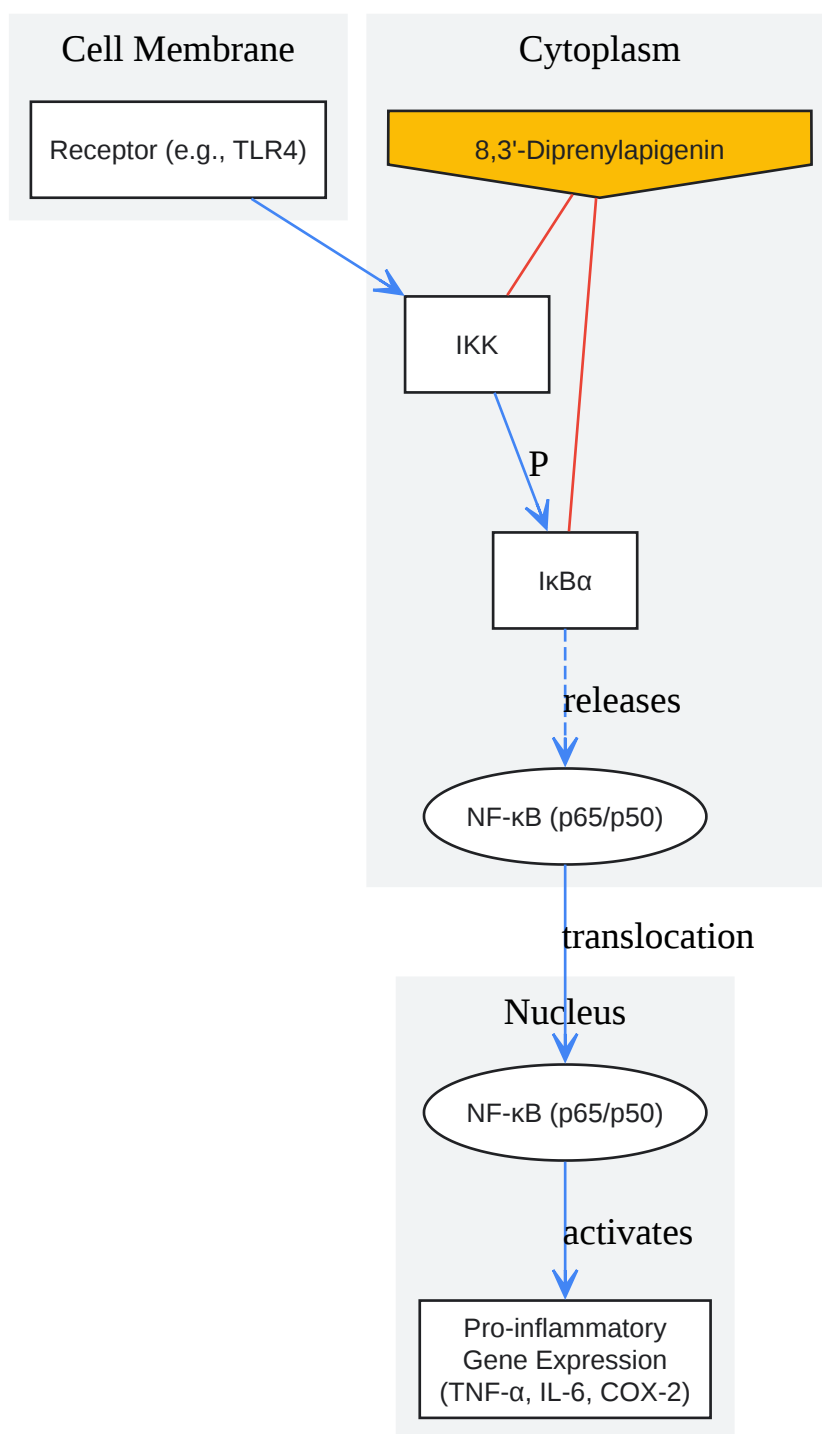 Cell Membrane
Cytoplasm
Receptor (e.g., TLR4)
8,3'-Diprenylapigenin
IKK
P
IκBα
releases
NF-κB (p65/p50)
translocation
Nucleus
NF-κB (p65/p50)
activates
Pro-inflammatory
Gene Expression
(TNF-α, IL-6, COX-2)